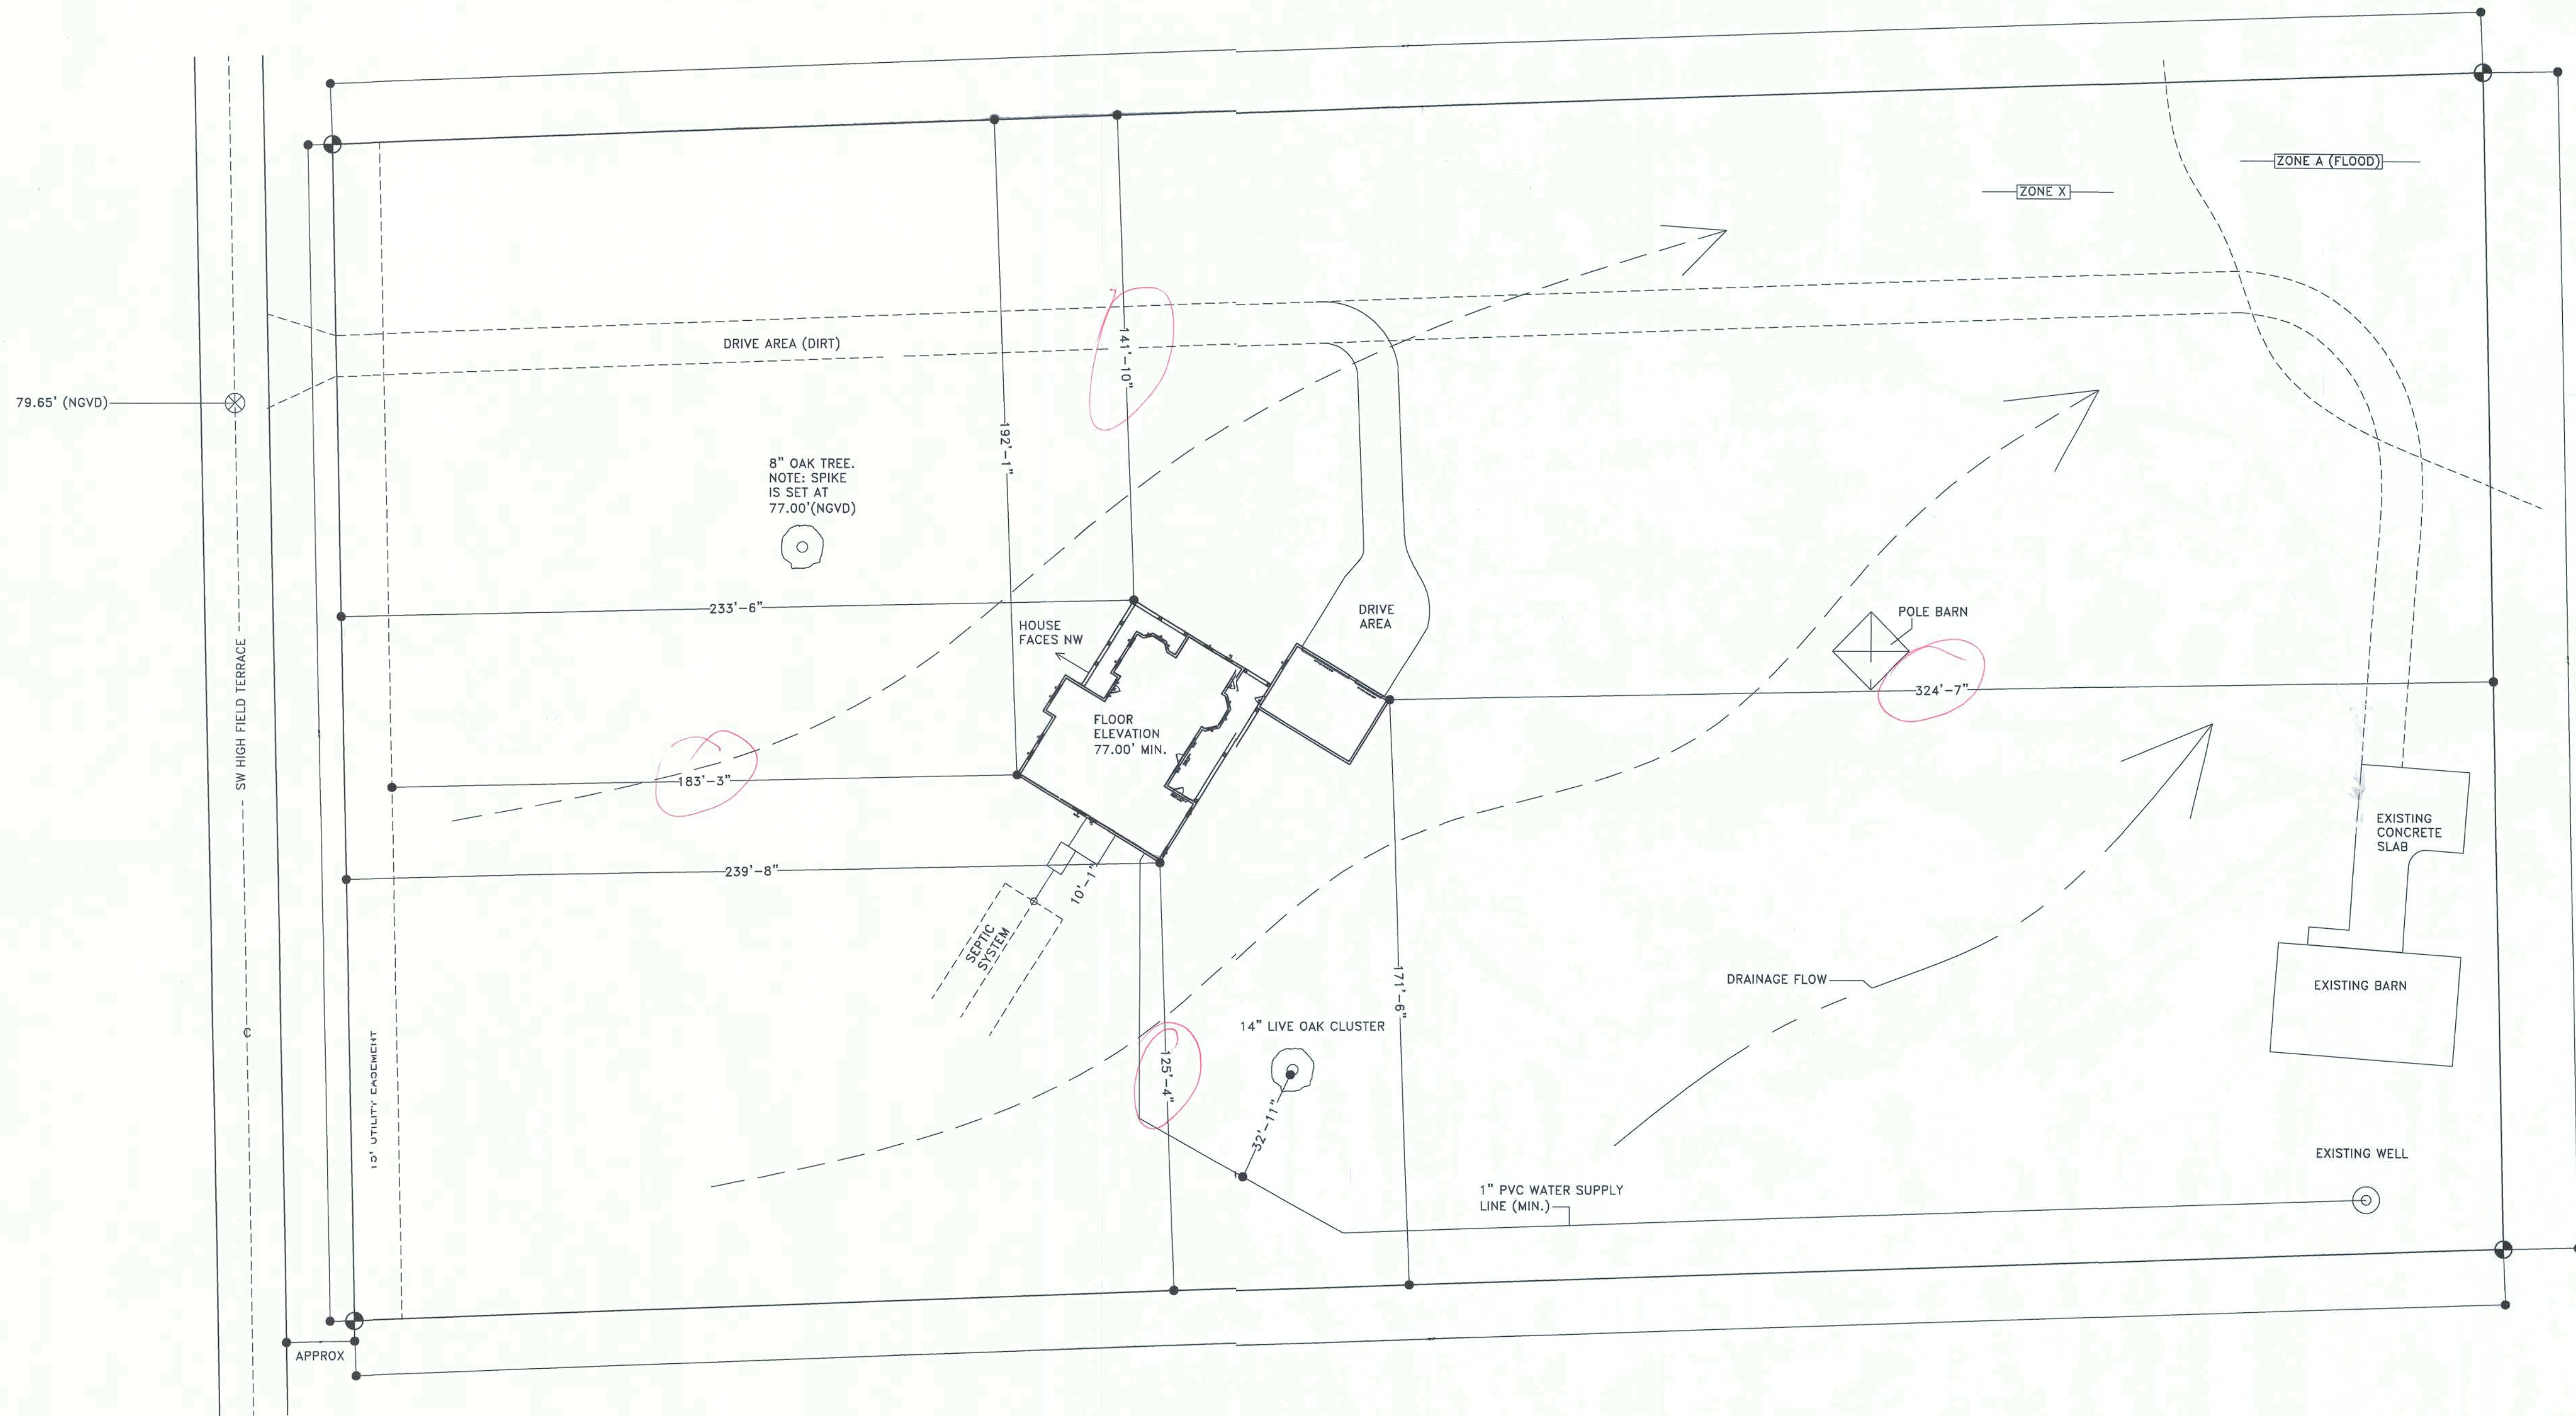 ZONE A (FLOOD)
ZONE X
DRIVE AREA (DIRT)
141'-10"
79.65' (NGVD)
192'-1"
8" OAK TREE.
NOTE: SPIKE
IS SET AT
77.00'(NGVD)
233'-6"
HOUSE
FACES NW
DRIVE
AREA
POLE BARN
324'-7"
SW HIGH FIELD TERRACE
FLOOR
ELEVATION
77.00' MIN.
183'-3"
EXISTING
CONCRETE
SLAB
239'-8"
10'-1"
SEPTIC
SYSTEM
171'-6"
DRAINAGE FLOW
EXISTING BARN
14" LIVE OAK CLUSTER
125'-4"
32'-11"
15' UTILITY EASEMENT
EXISTING WELL
1" PVC WATER SUPPLY
LINE (MIN.)
APPROX